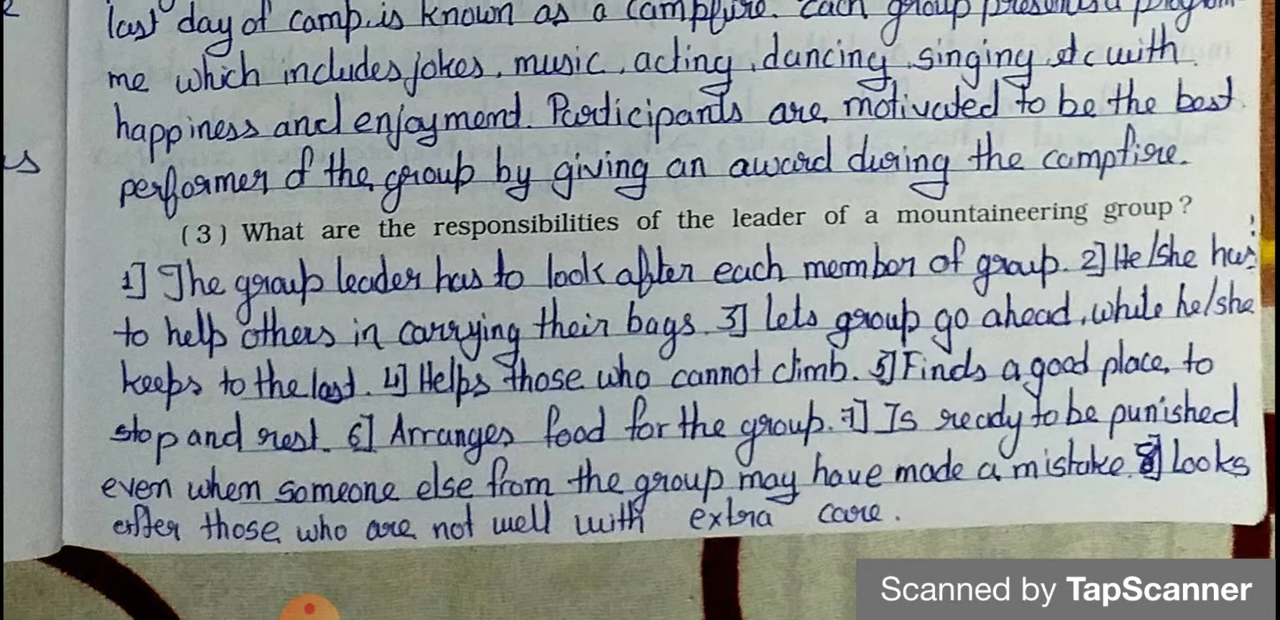 last day of camp is known as a campfire. Each group presents a program-
me which includes jokes, music, acting, dancing, singing etc with
happiness and enjoyment. Participants are motivated to be the best
performer of the group by giving an award during the campfire.
us
(3) What are the responsibilities of the leader of a mountaineering group?
1] The group leader has to look after each member of group. 2] He/she has
to help others in carrying their bags. 3] lets group go ahead, while he/she
keeps to the last. 4] Helps those who cannot climb. 5] Finds a good place to
stop and rest. 6] Arranges food for the group. 7] Is ready to be punished
even when someone else from the group may have made a mistake. 8] Looks
after those who are not well with extra care.
Scanned by TapScanner